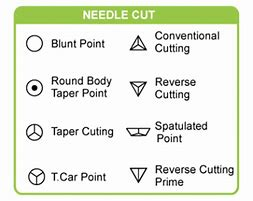 NEEDLE CUT
Blunt Point
Conventional
Cutting
Round Body
Taper Point
Reverse
Cutting
Taper Cuting
Spatulated
Point
T.Car Point
Reverse Cutting
Prime